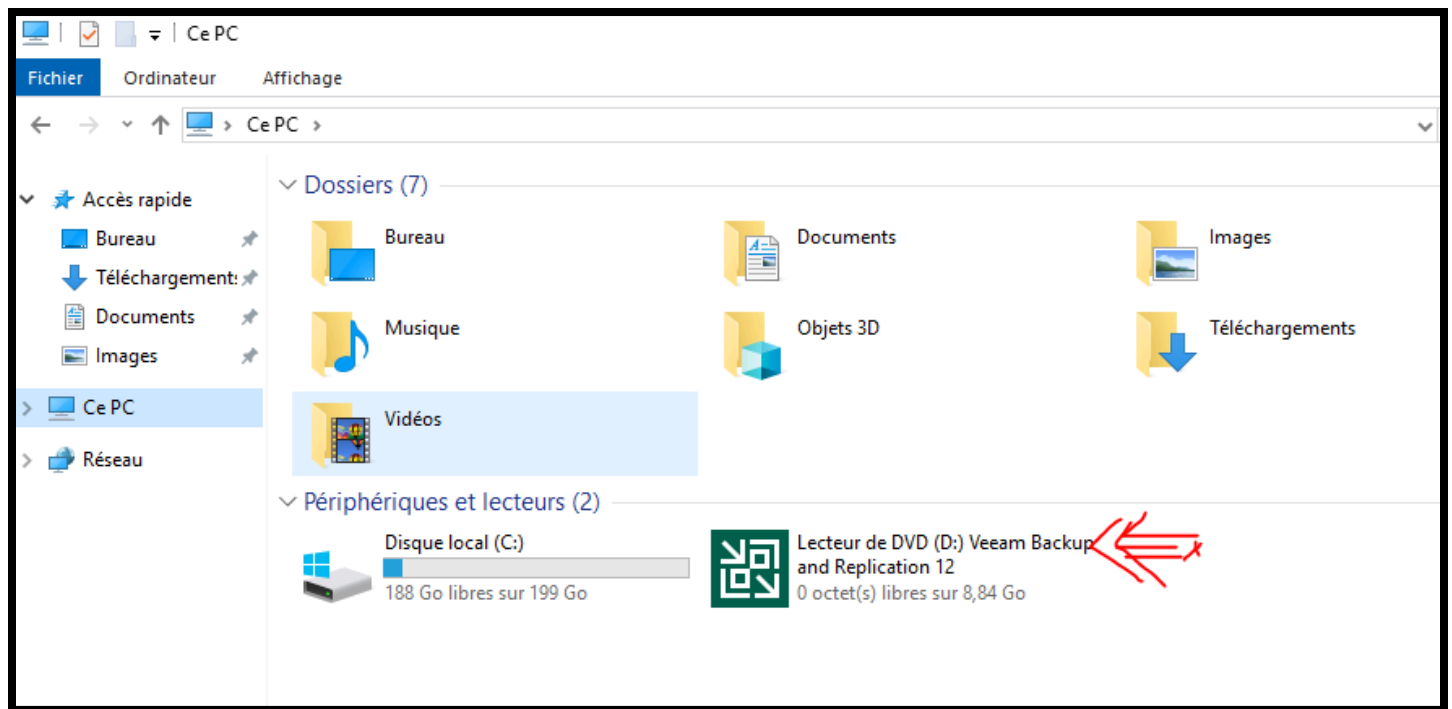 Ce PC
Fichier Ordinateur Affichage
Ce PC
Accès rapide
Bureau
Téléchargement:
Documents
Images
Ce PC
Réseau
Dossiers (7)
Bureau Documents Images
Musique Objets 3D Téléchargements
Vidéos
Périphériques et lecteurs (2)
Disque local (C:)
188 Go libres sur 199 Go
Lecteur de DVD (D:) Veeam Backup
and Replication 12
0 octet(s) libres sur 8,84 Go